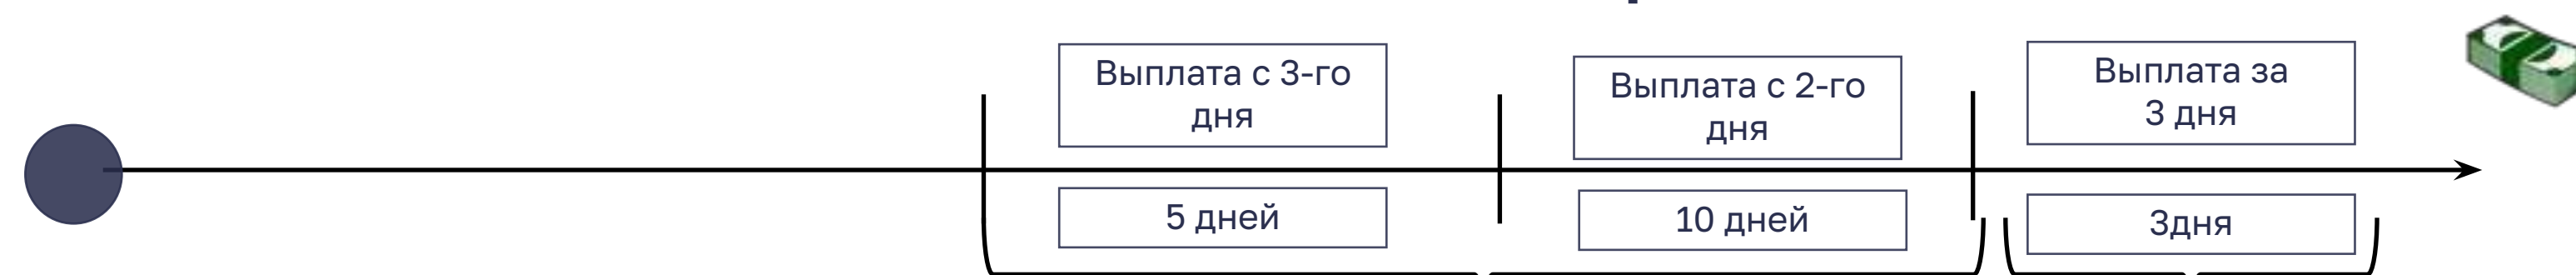 Выплата с 3-го
дня
Выплата с 2-го
дня
Выплата за
3 дня
5 дней
10 дней
3дня